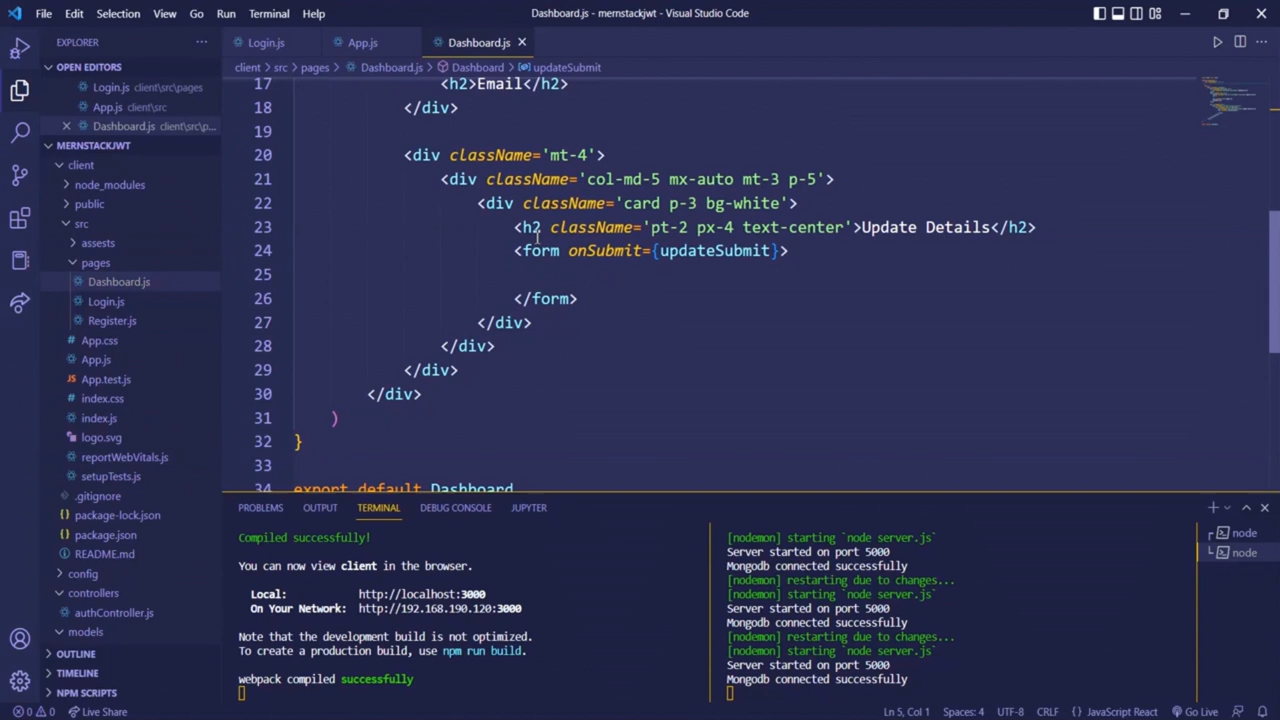 File Edit Selection View Go Run Terminal Help
Dashboard.js - mernstackjwt - Visual Studio Code
EXPLORER
Login.js
App.js
Dashboard.js
OPEN EDITORS
Login.js client\src\pages
App.js client\src
Dashboard.js client\src\p...
MERNSTACKJWT
client
node_modules
public
src
assests
pages
Dashboard.js
Login.js
Register.js
App.css
App.js
App.test.js
index.css
index.js
logo.svg
reportWebVitals.js
setupTests.js
.gitignore
package-lock.json
package.json
README.md
config
controllers
authController.js
models
OUTLINE
TIMELINE
NPM SCRIPTS
client > src > pages > Dashboard.js > Dashboard > updateSubmit
17 <h2>Email</h2>
18 </div>
19
20 <div className='mt-4'>
21 <div className='col-md-5 mx-auto mt-3 p-5'>
22 <div className='card p-3 bg-white'>
23 <h2 className='pt-2 px-4 text-center'>Update Details</h2>
24 <form onSubmit={updateSubmit}>
25
26 </form>
27 </div>
28 </div>
29 </div>
30 </div>
31 )
32 }
33
34 export default Dashboard
PROBLEMS OUTPUT TERMINAL DEBUG CONSOLE JUPYTER
Compiled successfully!
You can now view client in the browser.
Local: http://localhost:3000
On Your Network: http://192.168.190.120:3000
Note that the development build is not optimized.
To create a production build, use npm run build.
webpack compiled successfully
[nodemon] starting `node server.js`
Server started on port 5000
Mongodb connected successfully
[nodemon] restarting due to changes...
[nodemon] starting `node server.js`
Server started on port 5000
Mongodb connected successfully
[nodemon] restarting due to changes...
[nodemon] starting `node server.js`
Server started on port 5000
Mongodb connected successfully
node
node
0 0 Live Share
Ln 5, Col 1 Spaces: 4 UTF-8 CRLF {} JavaScript React Go Live